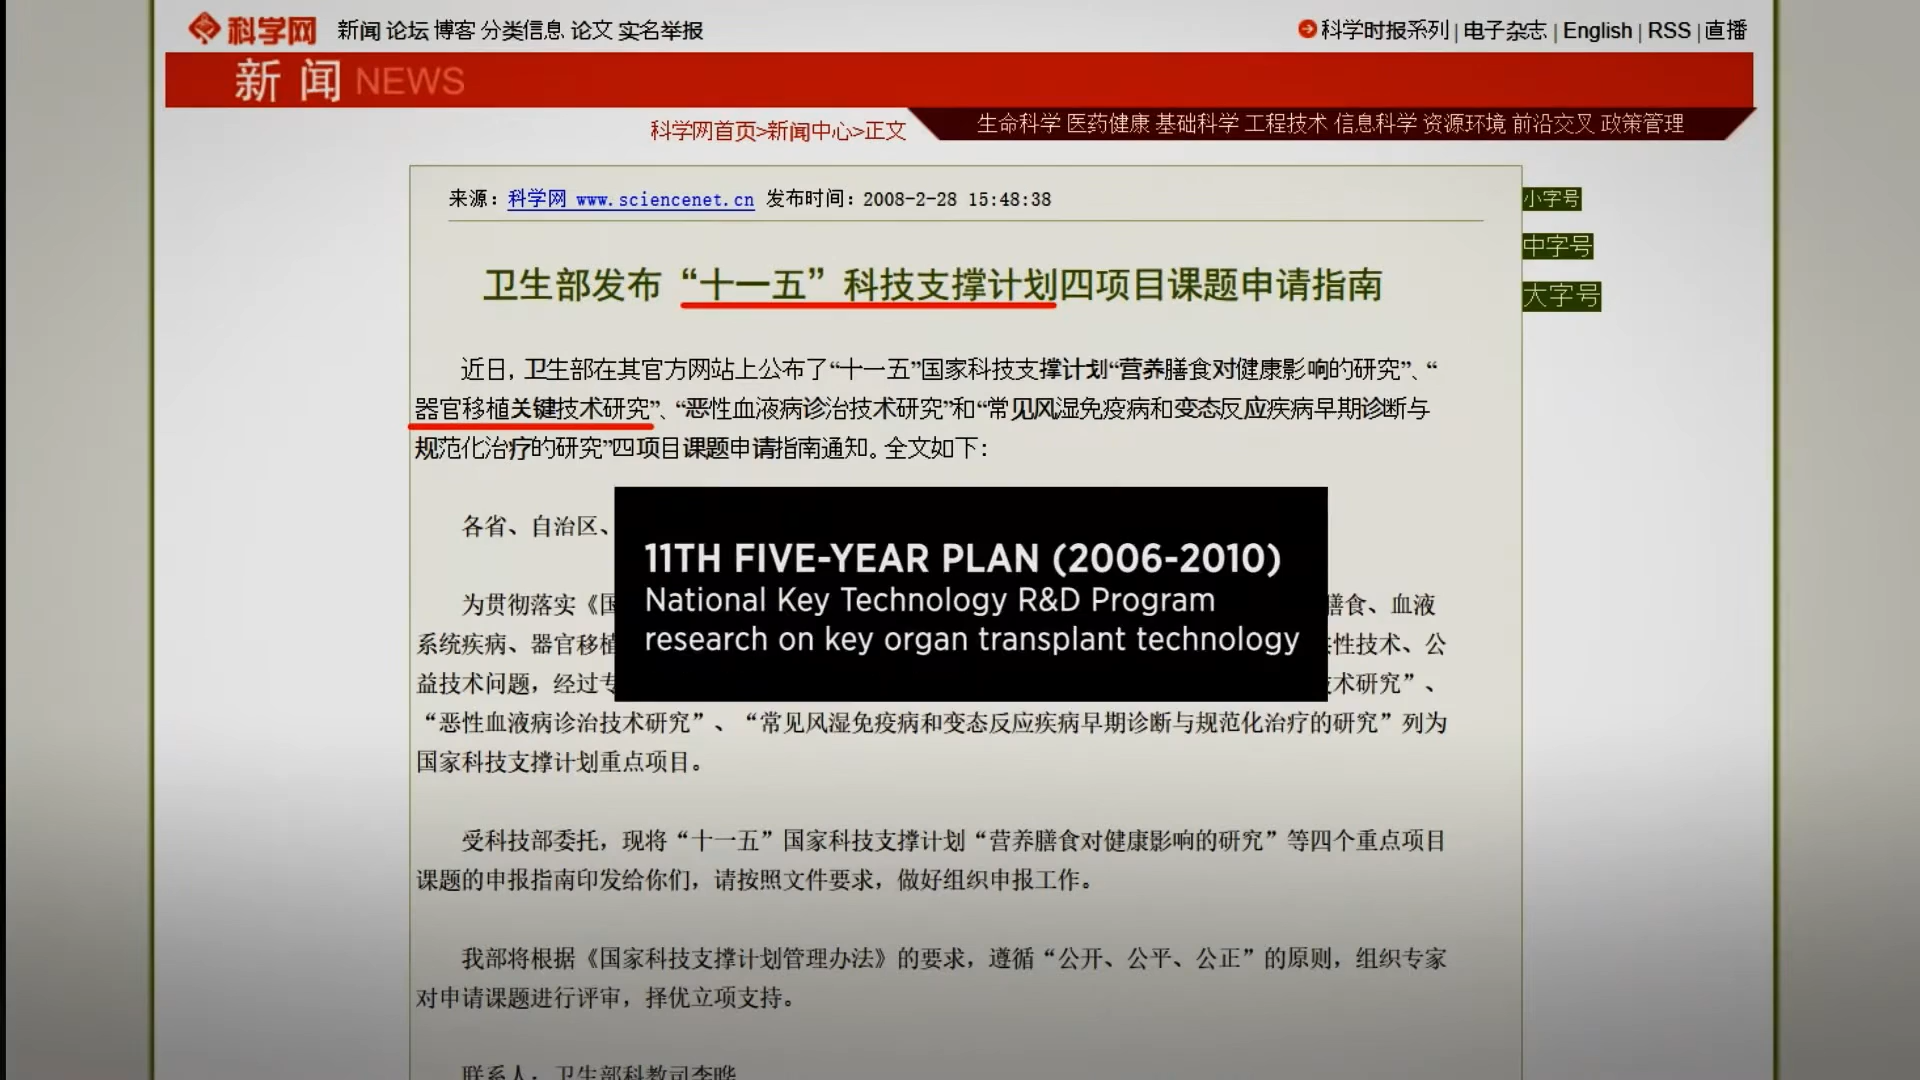 科学网 新闻 论坛 博客 分类信息 论文 实名举报 科学时报系列 | 电子杂志 | English | RSS | 直播
新闻 NEWS
科学网首页>新闻中心>正文 生命科学 医药健康 基础科学 工程技术 信息科学 资源环境 前沿交叉 政策管理
来源：科学网 www.sciencenet.cn 发布时间：2008-2-28 15:48:38
小字号
中字号
大字号
卫生部发布“十一五”科技支撑计划四项目课题申请指南
近日，卫生部在其官方网站上公布了“十一五”国家科技支撑计划“营养膳食对健康影响的研究”、“
器官移植关键技术研究”、“恶性血液病诊治技术研究”和“常见风湿免疫病和变态反应疾病早期诊断与
规范化治疗的研究”四项目课题申请指南通知。全文如下：
各省、自治区、
11TH FIVE-YEAR PLAN (2006-2010)
National Key Technology R&D Program
research on key organ transplant technology
为贯彻落实《国 膳食、血液
系统疾病、器官移植 性技术、公
益技术问题，经过专 术研究”、
“恶性血液病诊治技术研究”、“常见风湿免疫病和变态反应疾病早期诊断与规范化治疗的研究”列为
国家科技支撑计划重点项目。
受科技部委托，现将“十一五”国家科技支撑计划“营养膳食对健康影响的研究”等四个重点项目
课题的申报指南印发给你们，请按照文件要求，做好组织申报工作。
我部将根据《国家科技支撑计划管理办法》的要求，遵循“公开、公平、公正”的原则，组织专家
对申请课题进行评审，择优立项支持。
联系人：卫生部科教司李晔